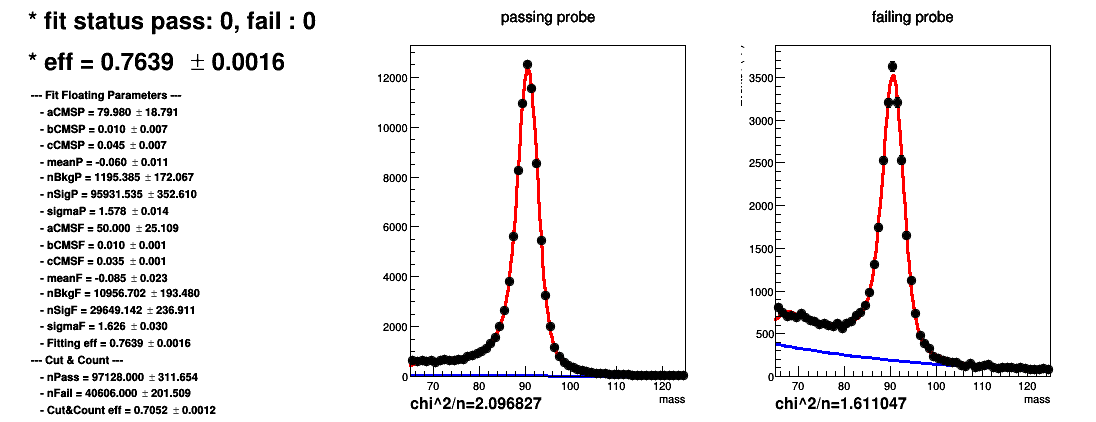 * fit status pass: 0, fail : 0
* eff = 0.7639 ± 0.0016
--- Fit Floating Parameters ---
- aCMSP = 79.980 ± 18.791
- bCMSP = 0.010 ± 0.007
- cCMSP = 0.045 ± 0.007
- meanP = -0.060 ± 0.011
- nBkgP = 1195.385 ± 172.067
- nSigP = 95931.535 ± 352.610
- sigmaP = 1.578 ± 0.014
- aCMSF = 50.000 ± 25.109
- bCMSF = 0.010 ± 0.001
- cCMSF = 0.035 ± 0.001
- meanF = -0.085 ± 0.023
- nBkgF = 10956.702 ± 193.480
- nSigF = 29649.142 ± 236.911
- sigmaF = 1.626 ± 0.030
- Fitting eff = 0.7639 ± 0.0016
--- Cut & Count ---
- nPass = 97128.000 ± 311.654
- nFail = 40606.000 ± 201.509
- Cut&Count eff = 0.7052 ± 0.0012
passing probe
12000
10000
8000
6000
4000
2000
0
70 80 90 100 110 120
mass
chi^2/n=2.096827
failing probe
3500
3000
2500
2000
1500
1000
500
0
70 80 90 100 110 120
mass
chi^2/n=1.611047